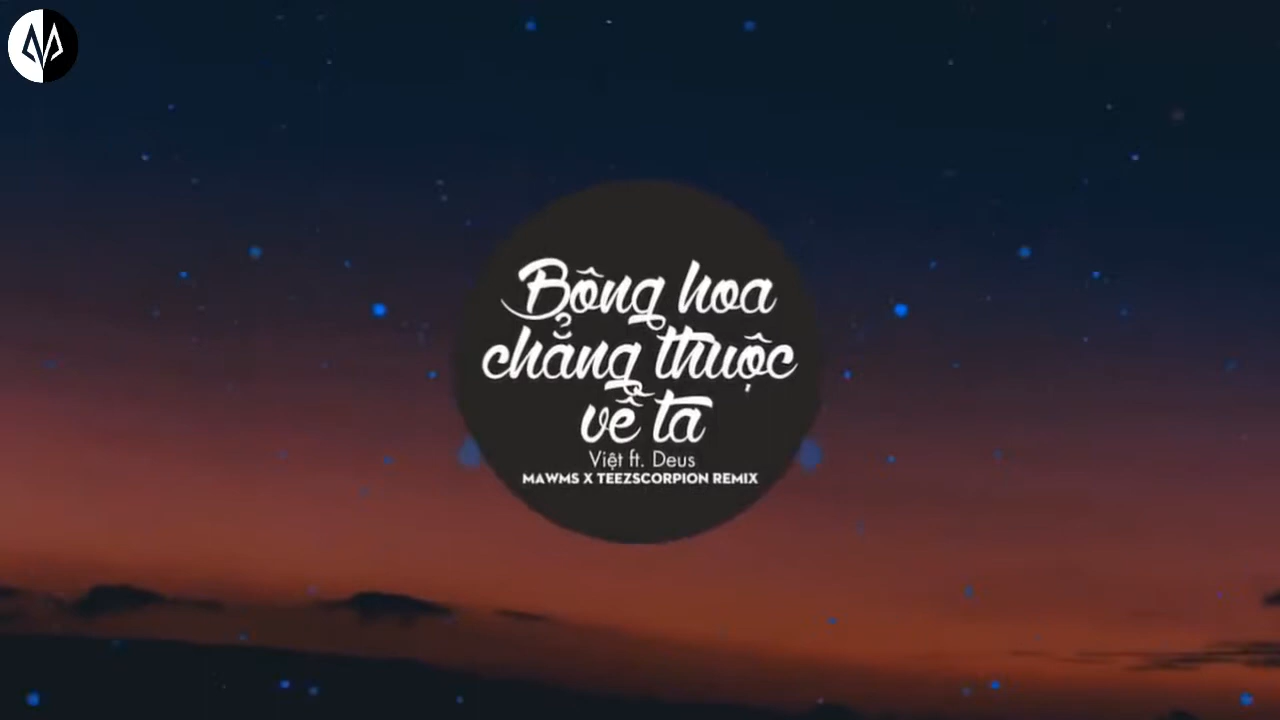 Bông hoa
chẳng thuộc
về ta
Việt ft. Deus
MAWMS X TEEZSCORPION REMIX